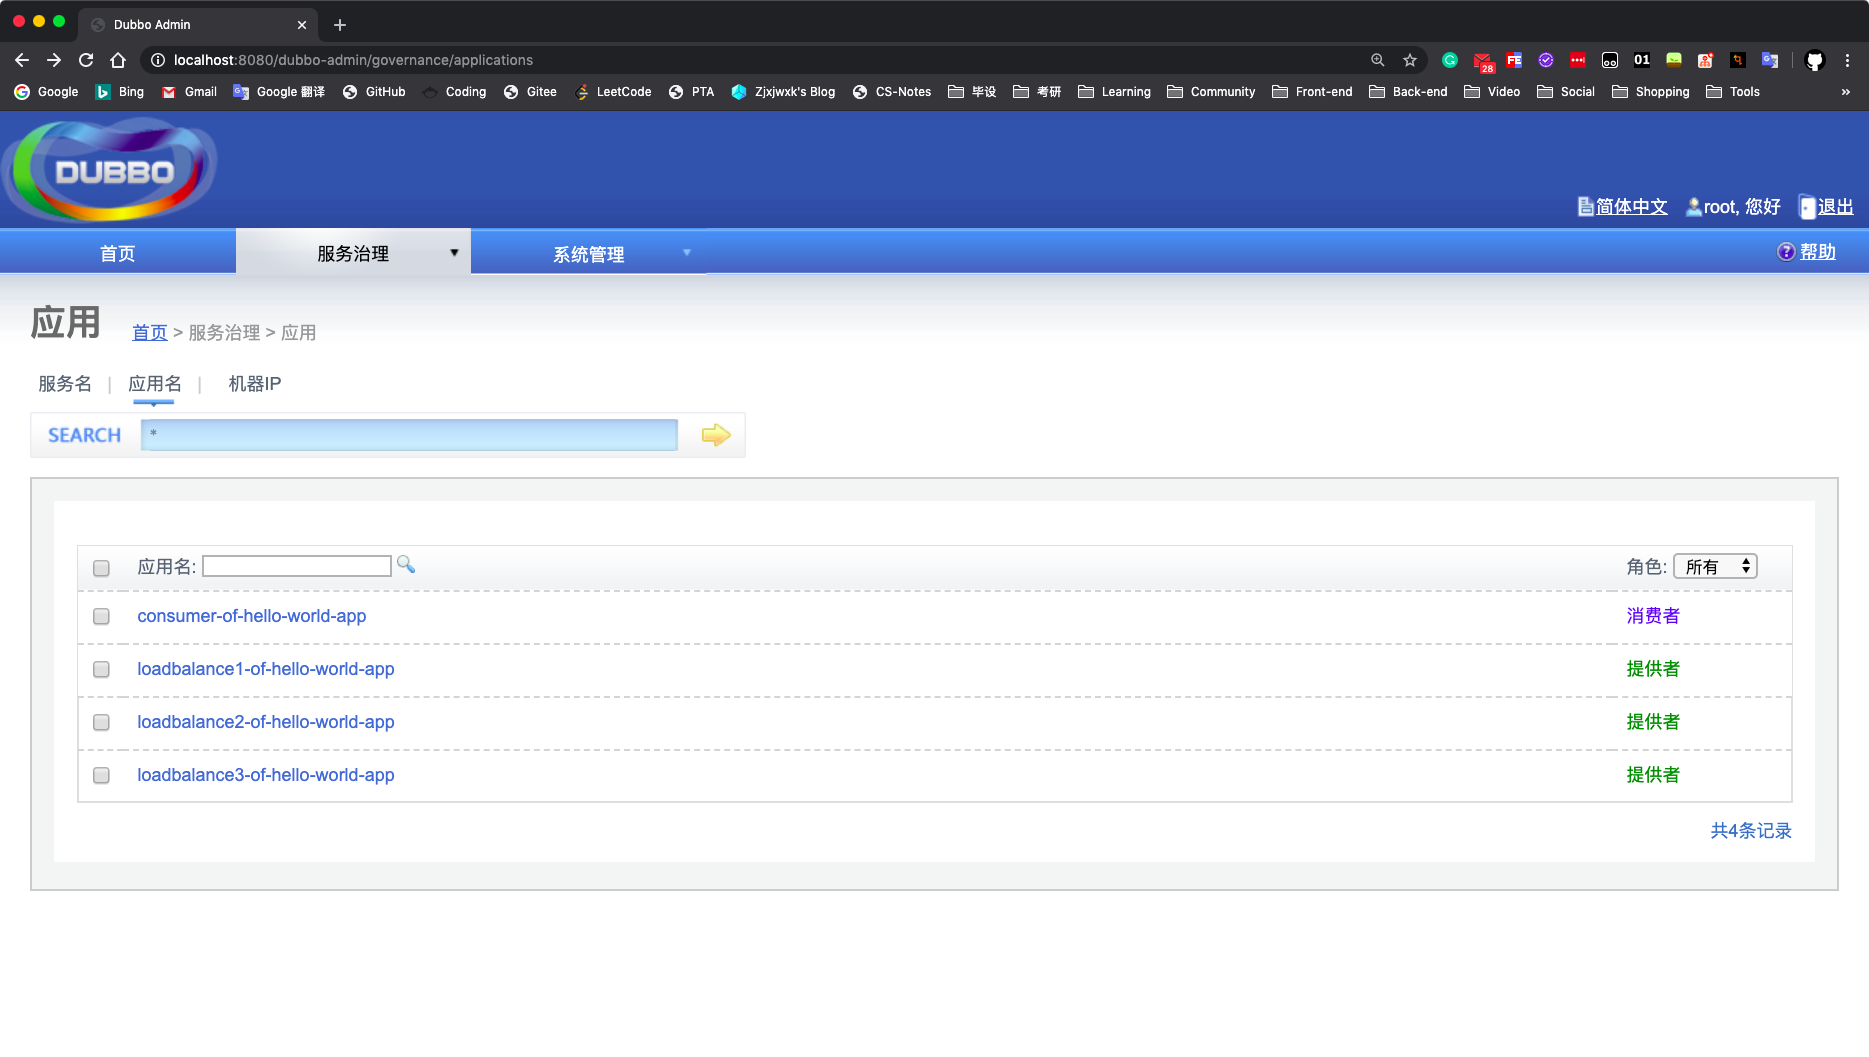 Dubbo Admin
localhost:8080/dubbo-admin/governance/applications
28 FE 01
Google Bing Gmail Google 翻译 GitHub Coding Gitee LeetCode PTA Zjxjwxk's Blog CS-Notes 毕设 考研 Learning Community Front-end Back-end Video Social Shopping Tools »
DUBBO
简体中文 root, 您好 退出
首页 服务治理 系统管理 帮助
应用 首页 > 服务治理 > 应用
服务名 | 应用名 | 机器IP
SEARCH *
应用名: 角色: 所有
consumer-of-hello-world-app 消费者
loadbalance1-of-hello-world-app 提供者
loadbalance2-of-hello-world-app 提供者
loadbalance3-of-hello-world-app 提供者
共4条记录